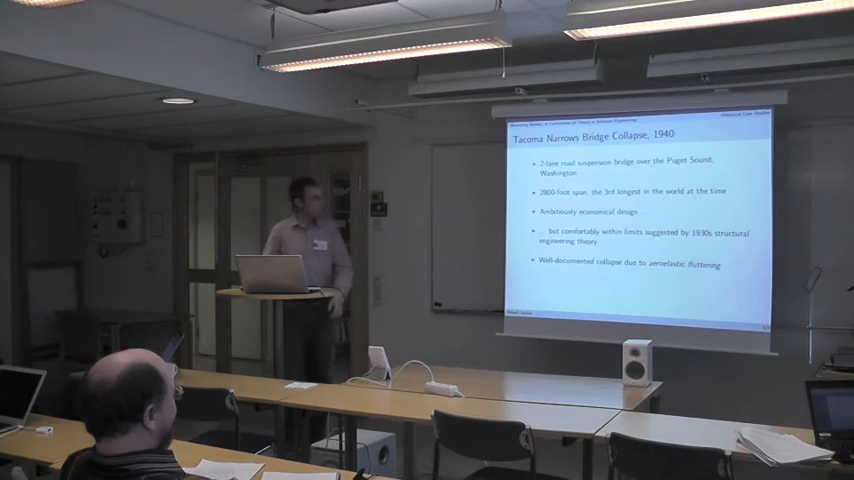 Tacoma Narrows Bridge Collapse, 1940
2-lane road suspension bridge over the Puget Sound,
Washington
2800-foot span, the 3rd longest in the world at the time
Ambitiously economical design ...
... but comfortably within limits suggested by 1930s structural
engineering theory
Well-documented collapse due to aeroelastic fluttering